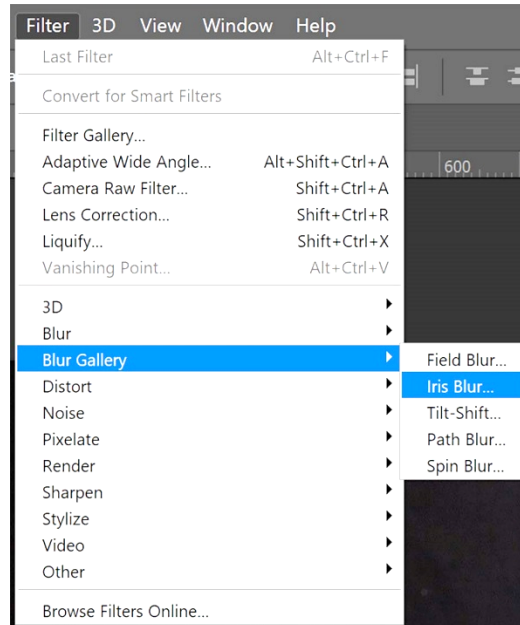 Filter 3D View Window Help
Last Filter Alt+Ctrl+F
Convert for Smart Filters
Filter Gallery...
Adaptive Wide Angle... Alt+Shift+Ctrl+A
600
Camera Raw Filter... Shift+Ctrl+A
Lens Correction... Shift+Ctrl+R
Liquify... Shift+Ctrl+X
Vanishing Point... Alt+Ctrl+V
3D
Blur
Blur Gallery
Distort
Noise
Pixelate
Render
Sharpen
Stylize
Video
Other
Browse Filters Online...
Field Blur...
Iris Blur...
Tilt-Shift...
Path Blur...
Spin Blur...